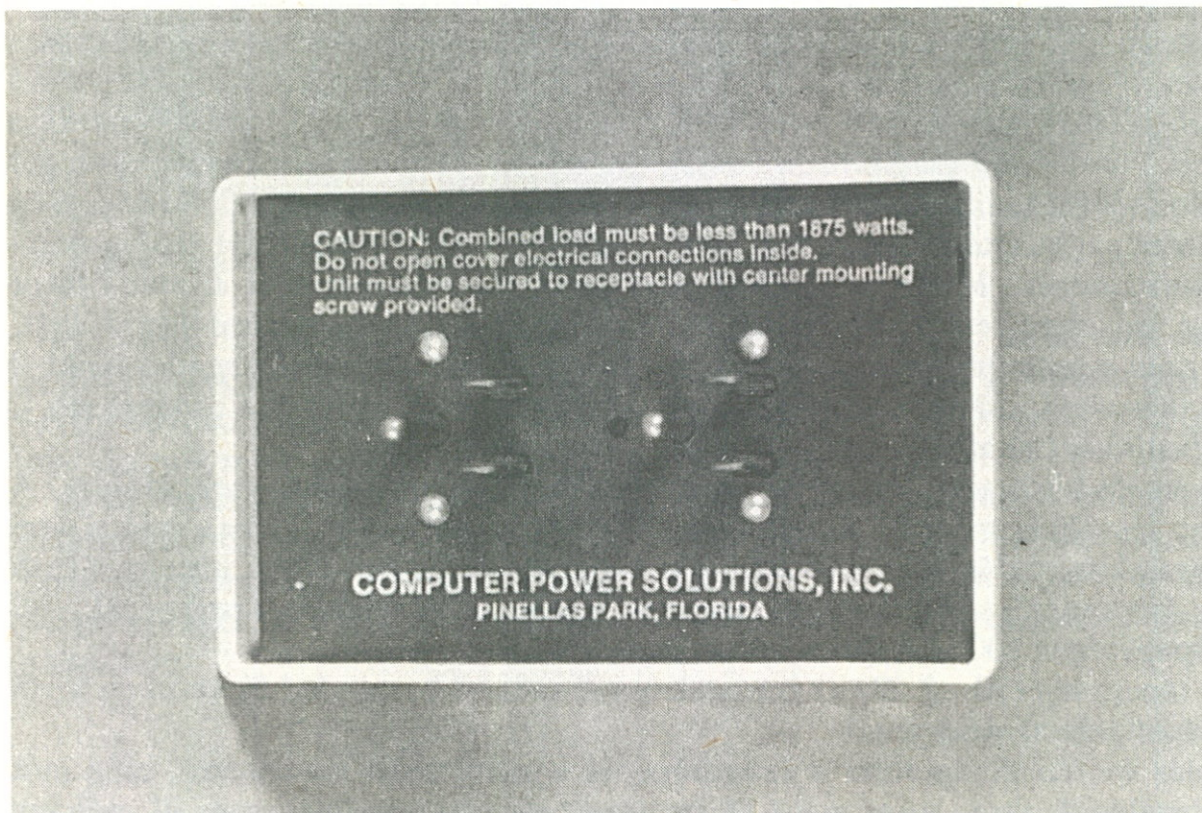 CAUTION: Combined load must be less than 1875 watts.
Do not open cover electrical connections inside.
Unit must be secured to receptacle with center mounting
screw provided.
COMPUTER POWER SOLUTIONS, INC.
PINELLAS PARK, FLORIDA